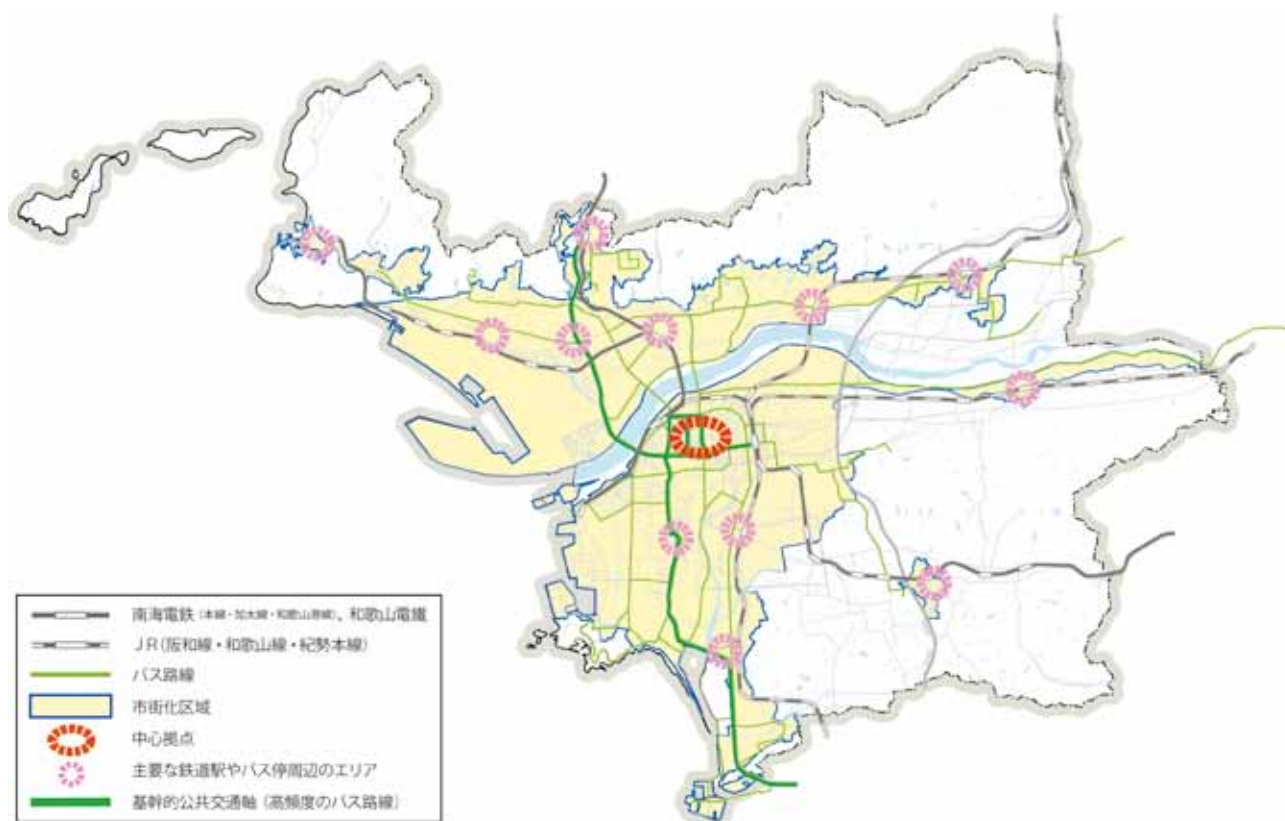 南海電鉄（本線・加太線・和歌山港線）、和歌山電鐵
ＪＲ（阪和線・和歌山線・紀勢本線）
バス路線
市街化区域
中心拠点
主要な鉄道駅やバス停周辺のエリア
基幹的公共交通軸（高頻度のバス路線）